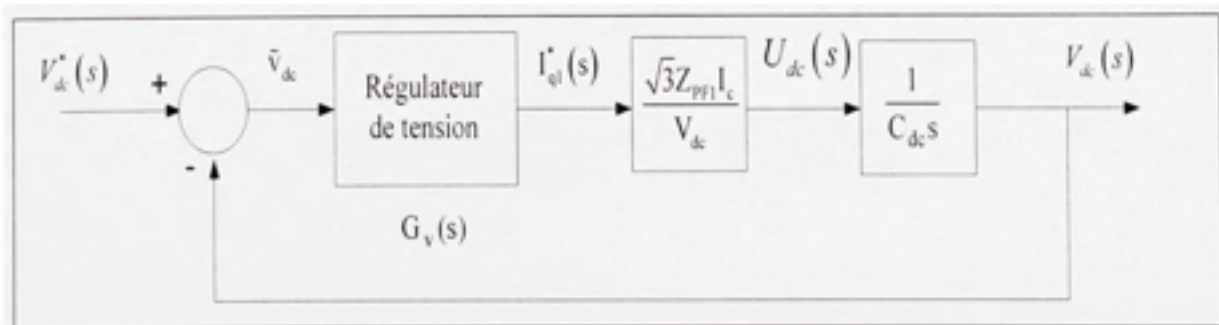 V*dc(s)
+
-
ṽdc
Régulateur
de tension
Gv(s)
I*q1(s)
√3ZPF1Ic
Vdc
Udc(s)
1
Cdcs
Vdc(s)